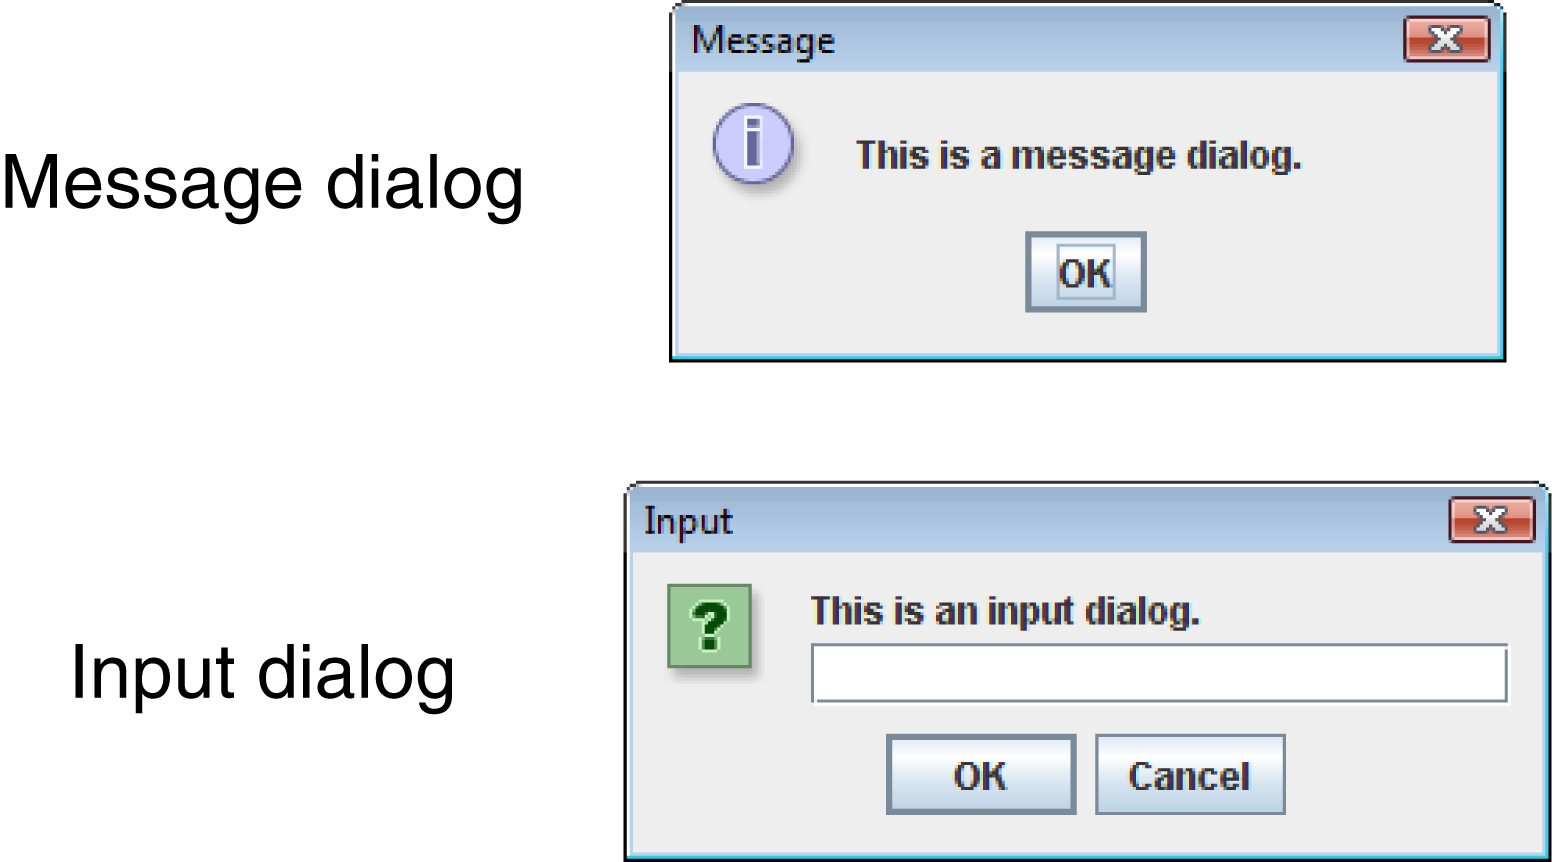 Message dialog
Message
i
This is a message dialog.
OK
Input dialog
Input
?
This is an input dialog.
OK Cancel